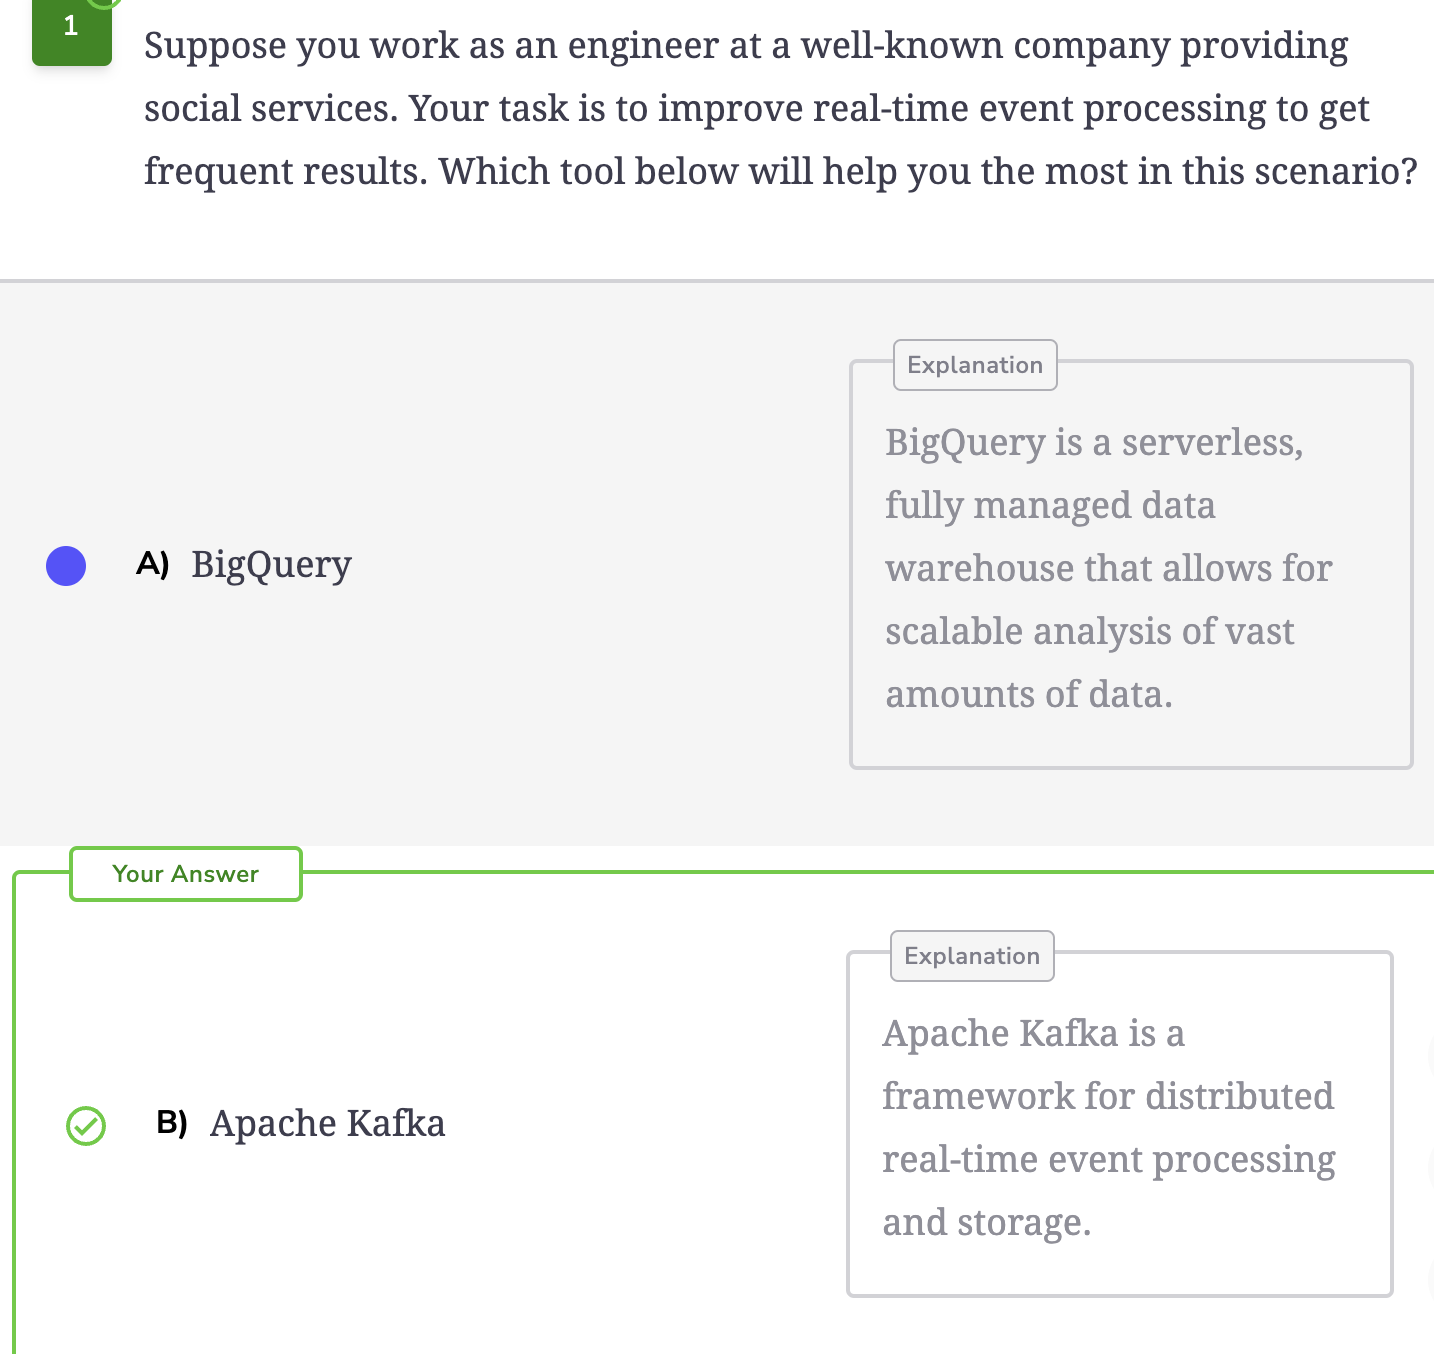 1
Suppose you work as an engineer at a well-known company providing
social services. Your task is to improve real-time event processing to get
frequent results. Which tool below will help you the most in this scenario?
A) BigQuery
Explanation
BigQuery is a serverless,
fully managed data
warehouse that allows for
scalable analysis of vast
amounts of data.
Your Answer
B) Apache Kafka
Explanation
Apache Kafka is a
framework for distributed
real-time event processing
and storage.